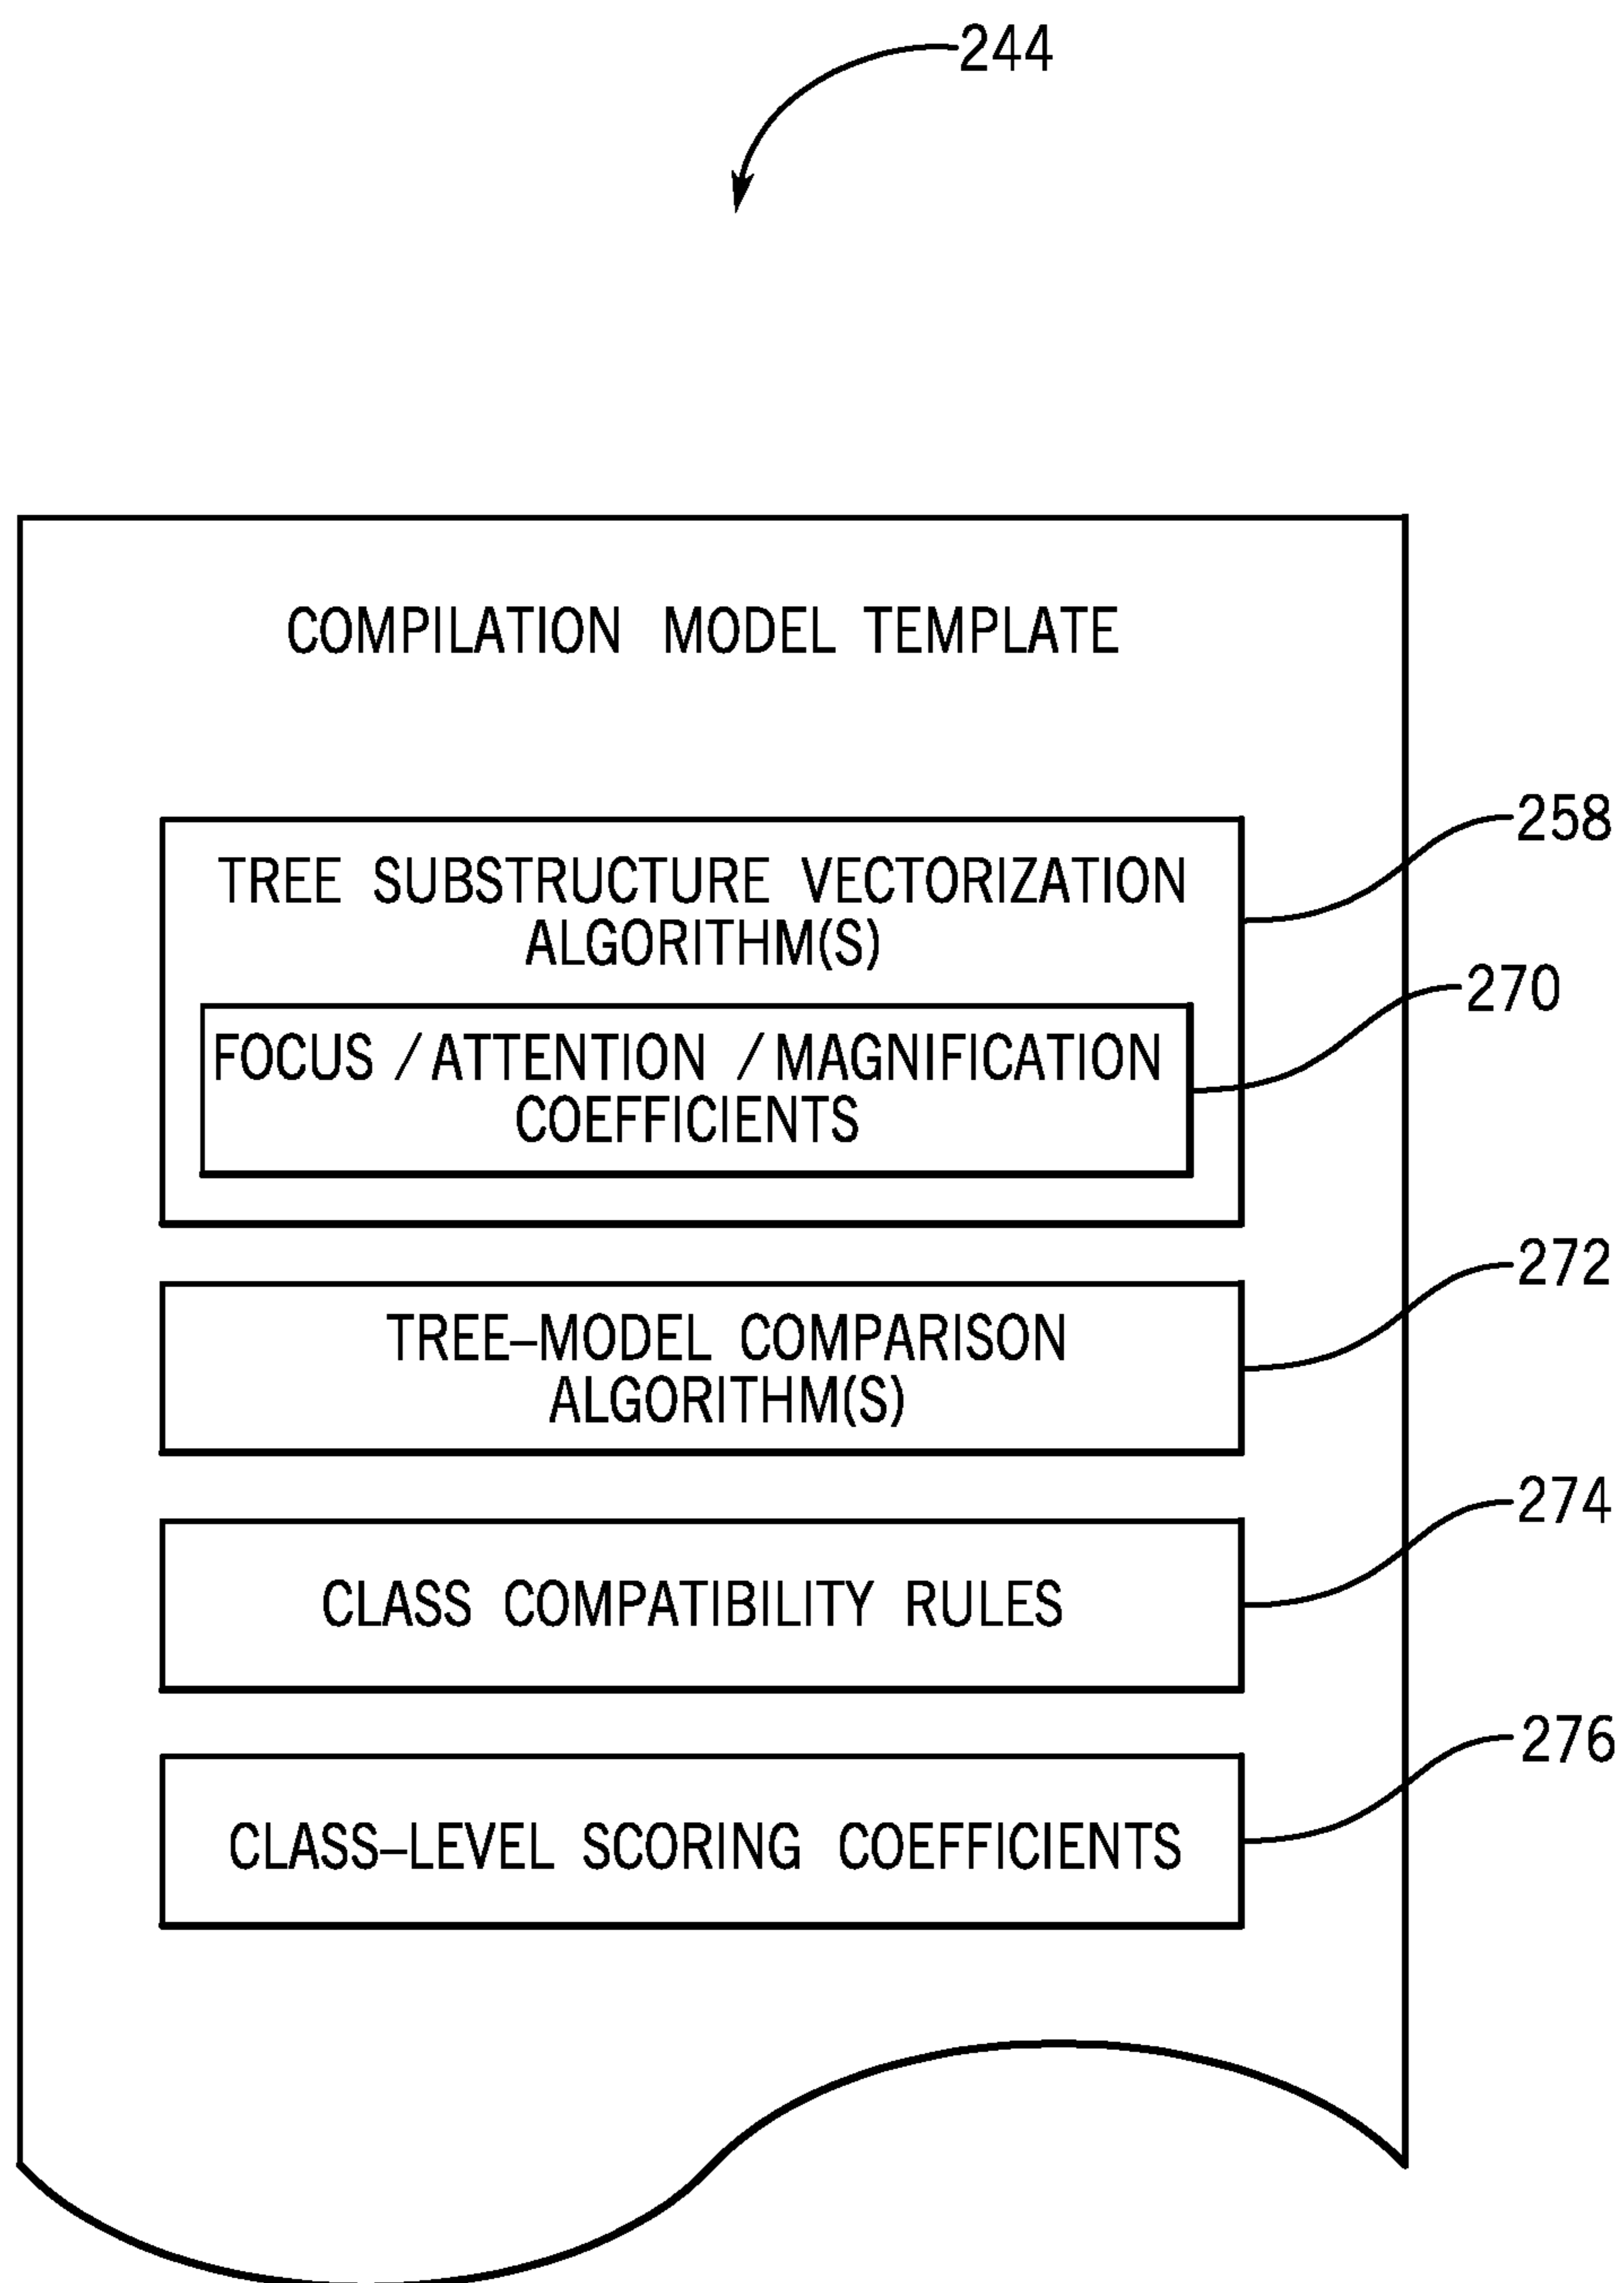 244
COMPILATION MODEL TEMPLATE
258
TREE SUBSTRUCTURE VECTORIZATION
ALGORITHM(S)
270
FOCUS /ATTENTION /MAGNIFICATION
COEFFICIENTS
272
TREE–MODEL COMPARISON
ALGORITHM(S)
274
CLASS COMPATIBILITY RULES
276
CLASS–LEVEL SCORING COEFFICIENTS